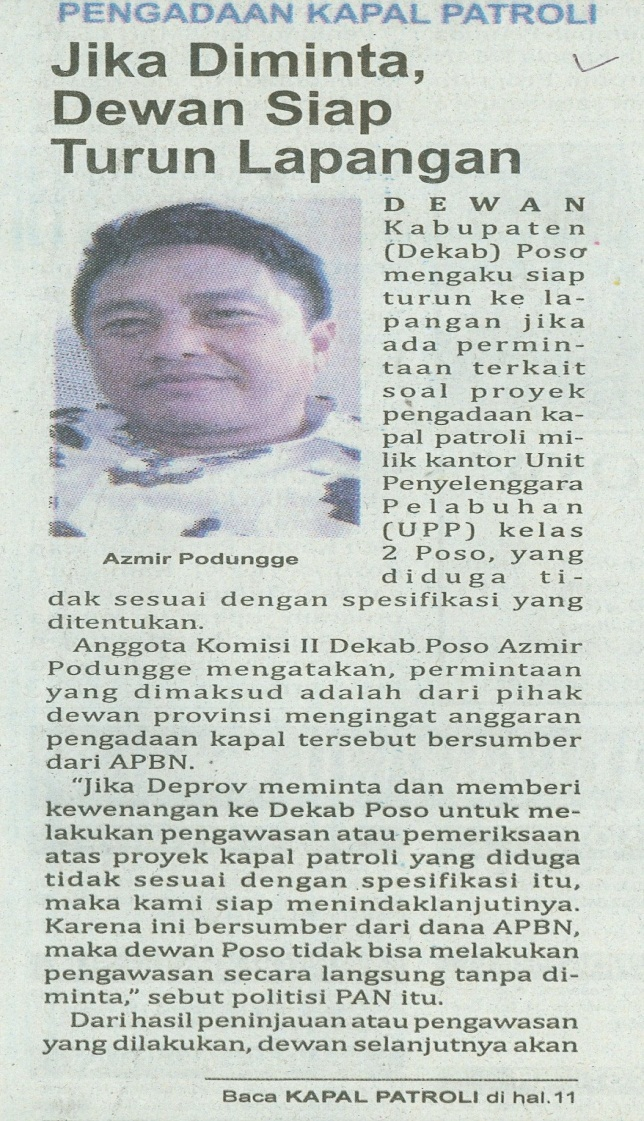 PENGADAAN KAPAL PATROLI
Jika Diminta,
Dewan Siap
Turun Lapangan
DEWAN
Kabupaten
(Dekab) Poso
mengaku siap
turun ke la-
pangan jika
ada permin-
taan terkait
soal proyek
pengadaan ka-
pal patroli mi-
lik kantor Unit
Penyelenggara
Pelabuhan
(UPP) kelas
2 Poso, yang
diduga ti-
Azmir Podungge
dak sesuai dengan spesifikasi yang
ditentukan.
Anggota Komisi II Dekab Poso Azmir
Podungge mengatakan, permintaan
yang dimaksud adalah dari pihak
dewan provinsi mengingat anggaran
pengadaan kapal tersebut bersumber
dari APBN.
“Jika Deprov meminta dan memberi
kewenangan ke Dekab Poso untuk me-
lakukan pengawasan atau pemeriksaan
atas proyek kapal patroli yang diduga
tidak sesuai dengan spesifikasi itu,
maka kami siap menindaklanjutinya.
Karena ini bersumber dari dana APBN,
maka dewan Poso tidak bisa melakukan
pengawasan secara langsung tanpa di-
minta,” sebut politisi PAN itu.
Dari hasil peninjauan atau pengawasan
yang dilakukan, dewan selanjutnya akan
Baca KAPAL PATROLI di hal.11